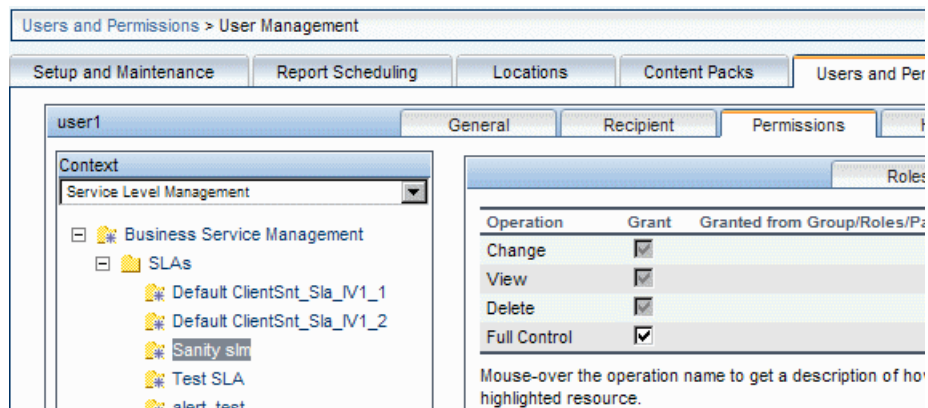 Users and Permissions > User Management
Setup and Maintenance Report Scheduling Locations Content Packs Users and
user1 General Recipient Permissions
Context
Service Level Management
Business Service Management
SLAs
Default ClientSnt_Sla_IV1_1
Default ClientSnt_Sla_IV1_2
Sanity slm
Test SLA
alert_test
Roles
Operation Grant Granted from Group/Roles/
Change
View
Delete
Full Control
Mouse-over the operation name to get a description of
highlighted resource.